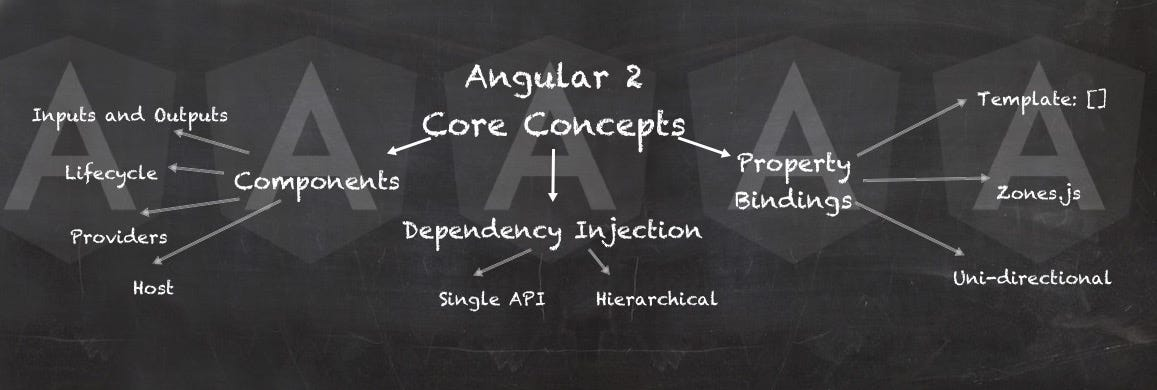 Angular 2
Core Concepts
Components
Inputs and Outputs
Lifecycle
Providers
Host
Dependency Injection
Single API
Hierarchical
Property
Bindings
Template: []
Zones.js
Uni-directional